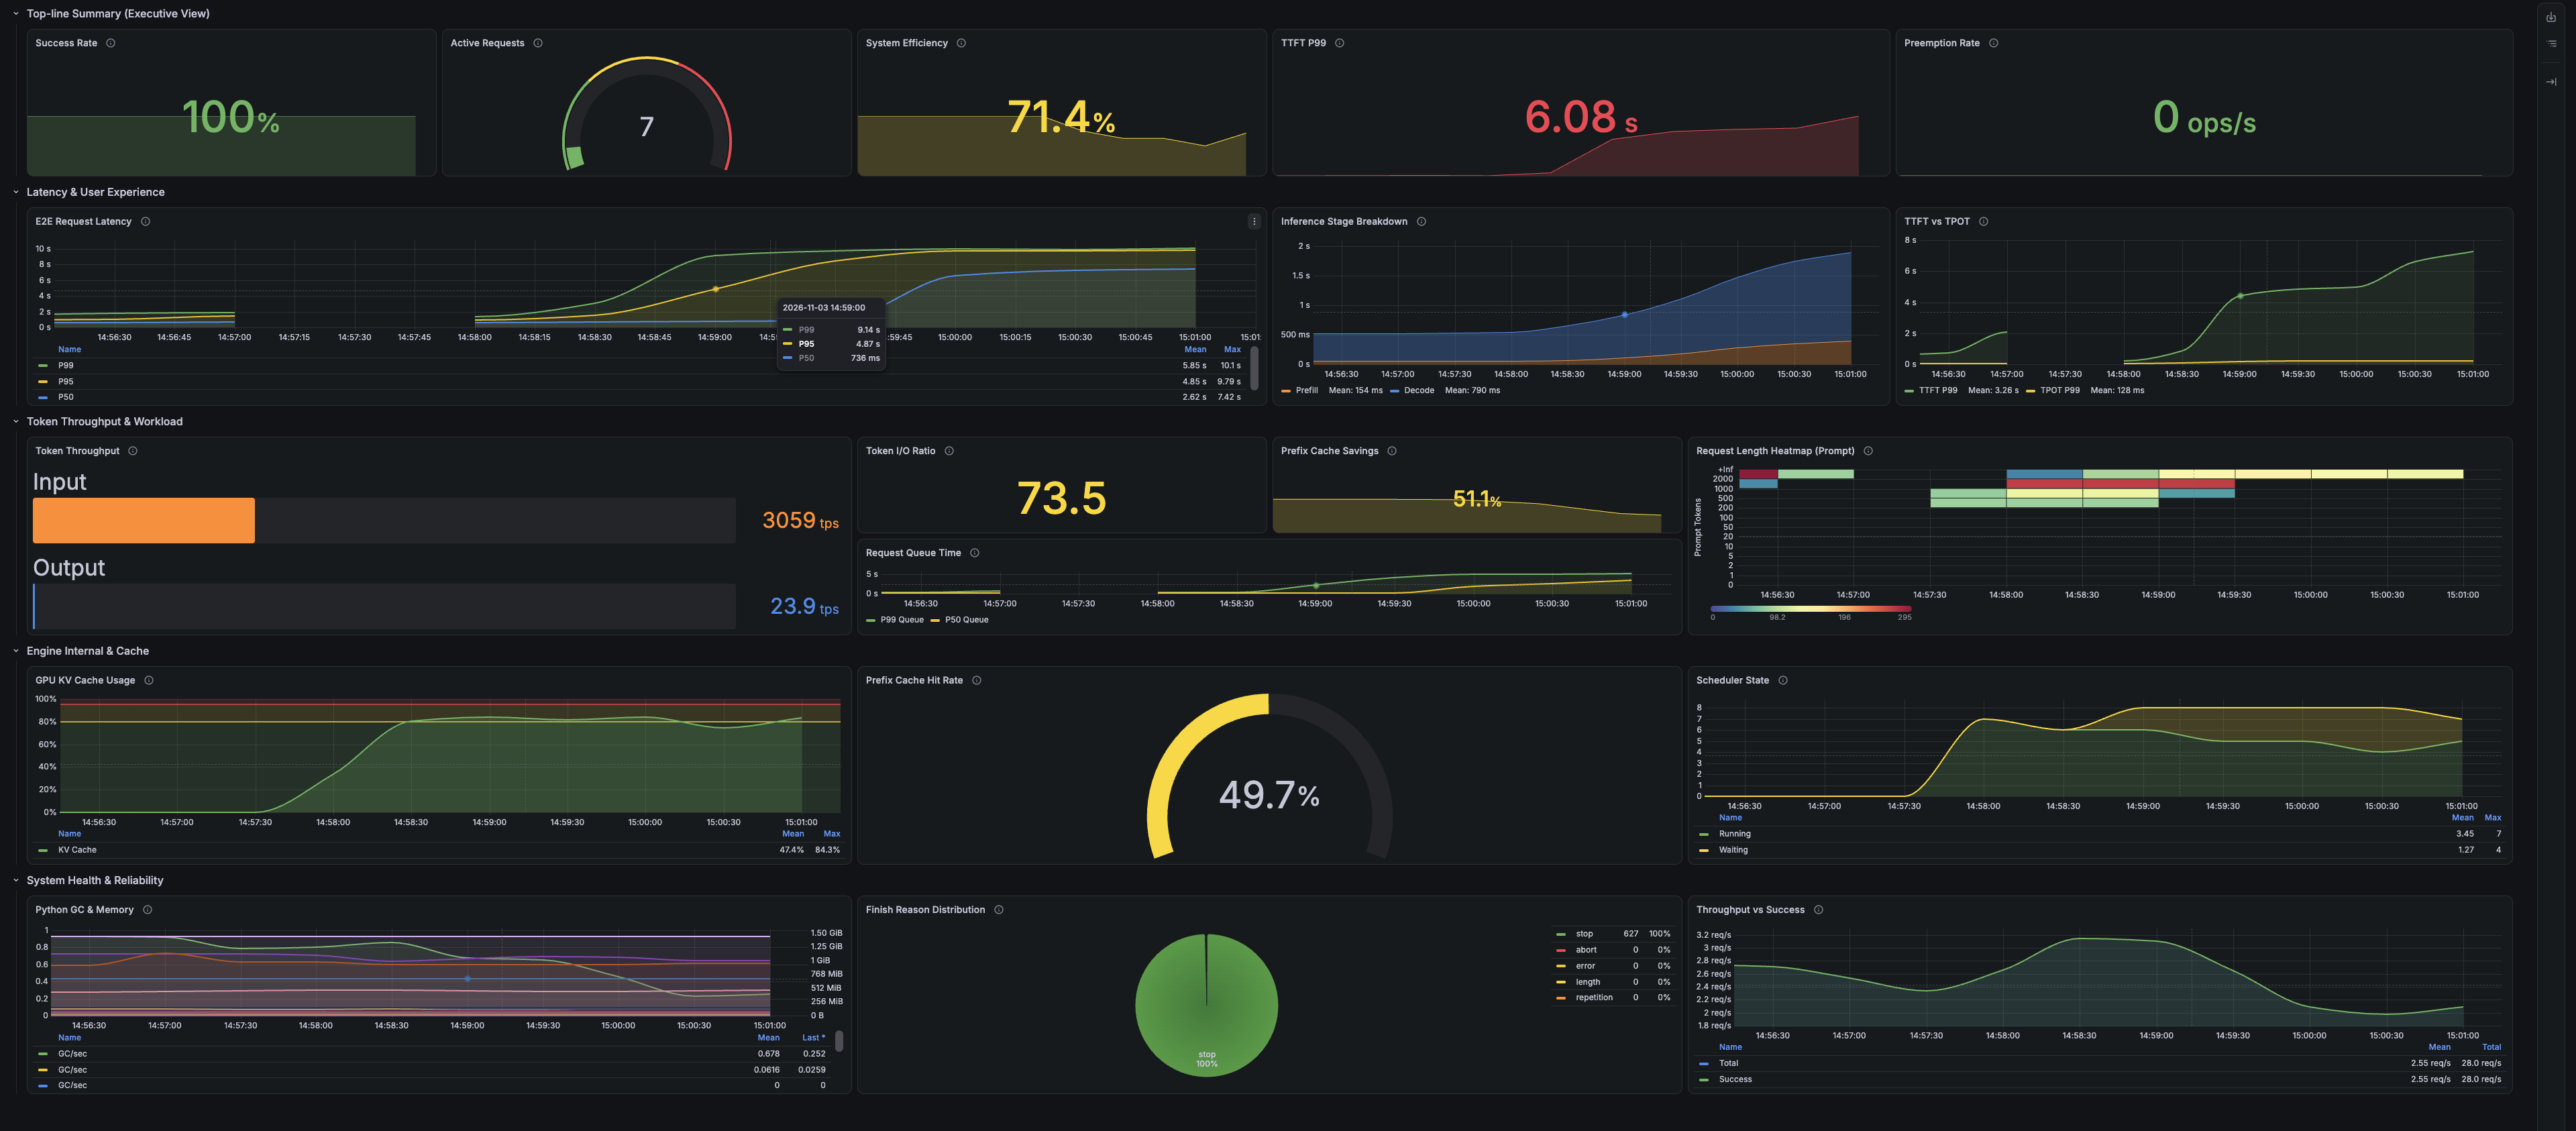 Top-line Summary (Executive View)
Success Rate
100%
Active Requests
7
System Efficiency
71.4%
TTFT P99
6.08 s
Preemption Rate
0 ops/s
Latency & User Experience
E2E Request Latency
10 s
8 s
6 s
4 s
2 s
0 s
14:56:30 14:56:45 14:57:00 14:57:15 14:57:30 14:57:45 14:58:00 14:58:15 14:58:30 14:58:45 14:59:00 14:5 :59:45 15:00:00 15:00:15 15:00:30 15:00:45 15:01:00 15:01:
2026-11-03 14:59:00
P99 9.14 s
P95 4.87 s
P50 736 ms
Name Mean Max
P99 5.85 s 10.1 s
P95 4.85 s 9.79 s
P50 2.62 s 7.42 s
Inference Stage Breakdown
2 s
1.5 s
1 s
500 ms
0 s
14:56:30 14:57:00 14:57:30 14:58:00 14:58:30 14:59:00 14:59:30 15:00:00 15:00:30 15:01:00
Prefill Mean: 154 ms Decode Mean: 790 ms
TTFT vs TPOT
8 s
6 s
4 s
2 s
0 s
14:56:30 14:57:00 14:57:30 14:58:00 14:58:30 14:59:00 14:59:30 15:00:00 15:00:30 15:01:00
TTFT P99 Mean: 3.26 s TPOT P99 Mean: 128 ms
Token Throughput & Workload
Token Throughput
Input
3059 tps
Output
23.9 tps
Token I/O Ratio
73.5
Prefix Cache Savings
51.1%
Request Queue Time
5 s
0 s
14:56:30 14:57:00 14:57:30 14:58:00 14:58:30 14:59:00 14:59:30 15:00:00 15:00:30 15:01:00
P99 Queue P50 Queue
Request Length Heatmap (Prompt)
Prompt Tokens
+Inf
2000
1000
500
200
100
50
20
10
5
2
1
0
14:56:30 14:57:00 14:57:30 14:58:00 14:58:30 14:59:00 14:59:30 15:00:00 15:00:30 15:01:00
0 98.2 196 295
Engine Internal & Cache
GPU KV Cache Usage
100%
80%
60%
40%
20%
0%
14:56:30 14:57:00 14:57:30 14:58:00 14:58:30 14:59:00 14:59:30 15:00:00 15:00:30 15:01:00
Name Mean Max
KV Cache 47.4% 84.3%
Prefix Cache Hit Rate
49.7%
Scheduler State
8
7
6
5
4
3
2
1
0
14:56:30 14:57:00 14:57:30 14:58:00 14:58:30 14:59:00 14:59:30 15:00:00 15:00:30 15:01:00
Name Mean Max
Running 3.45 7
Waiting 1.27 4
System Health & Reliability
Python GC & Memory
1
0.8
0.6
0.4
0.2
0
1.50 GiB
1.25 GiB
1 GiB
768 MiB
512 MiB
256 MiB
0 B
14:56:30 14:57:00 14:57:30 14:58:00 14:58:30 14:59:00 14:59:30 15:00:00 15:00:30 15:01:00
Name Mean Last *
GC/sec 0.678 0.252
GC/sec 0.0616 0.0259
GC/sec 0 0
Finish Reason Distribution
stop
100%
stop 627 100%
abort 0 0%
error 0 0%
length 0 0%
repetition 0 0%
Throughput vs Success
3.2 req/s
3 req/s
2.8 req/s
2.6 req/s
2.4 req/s
2.2 req/s
2 req/s
1.8 req/s
14:56:30 14:57:00 14:57:30 14:58:00 14:58:30 14:59:00 14:59:30 15:00:00 15:00:30 15:01:00
Name Mean Total
Total 2.55 req/s 28.0 req/s
Success 2.55 req/s 28.0 req/s